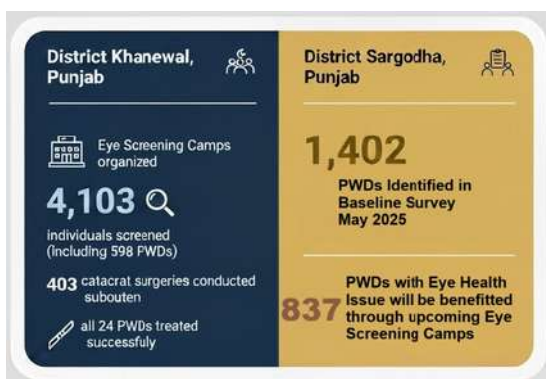 District Khanewal,
Punjab
Eye Screening Camps
organized
4,103
individuals screened
(including 598 PWDs)
403 catacrat surgeries conducted
subouten
all 24 PWDs treated
successfuly
District Sargodha,
Punjab
1,402
PWDs Identified in
Baseline Survey
May 2025
837
PWDs with Eye Health
Issue will be benefitted
through upcoming Eye
Screening Camps